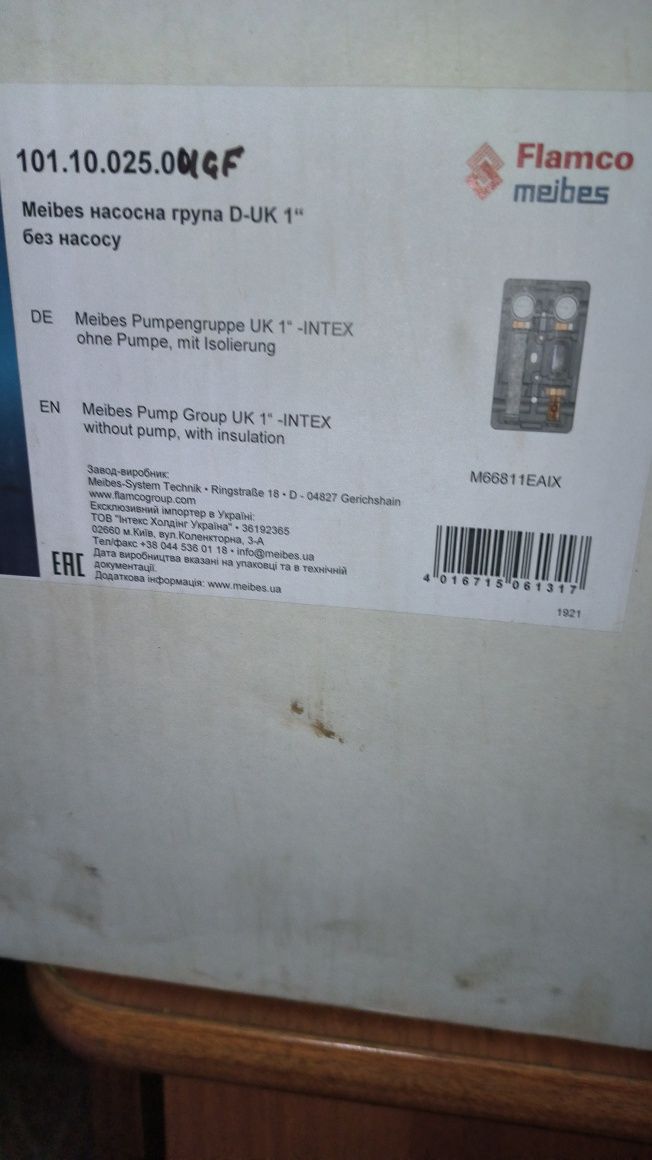 101.10.025.0
GF
Flamco
meibes
Meibes насосна група D-UK 1“
без насосу
DE Meibes Pumpengruppe UK 1“ -INTEX
ohne Pumpe, mit Isolierung
EN Meibes Pump Group UK 1“ -INTEX
without pump, with insulation
M66811EAIX
Завод-виробник:
Meibes-System Technik • Ringstraße 18 • D - 04827 Gerichshain
www.flamcogroup.com
Ексклюзивний імпортер в Україні:
ТОВ "Інтекс Холдінг Україна" • 36192365
02660 м.Київ, вул.Колекторна, 3-А
Тел/факс +38 044 536 01 18 • info@meibes.ua
Дата виробництва вказані на упаковці та в технічній
документації.
Додаткова інформація: www.meibes.ua
EAC
4 016715 061317
1921